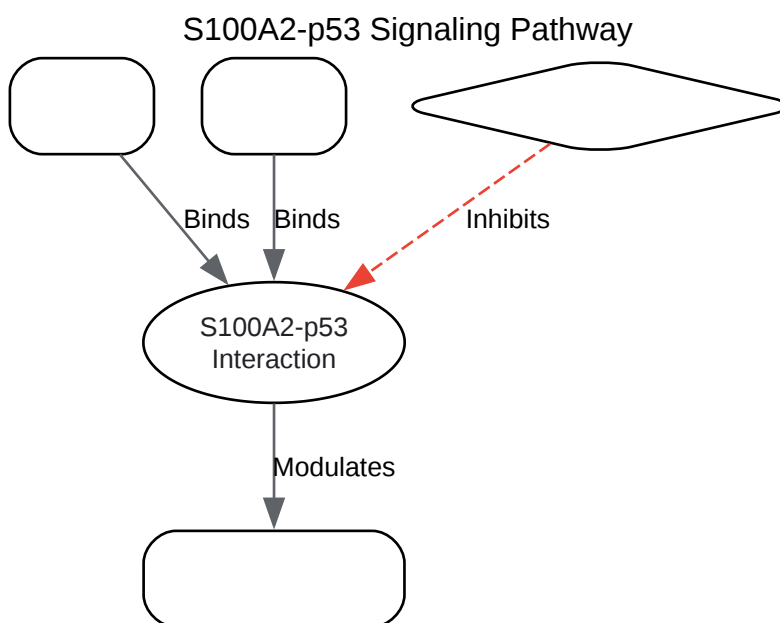 S100A2-p53 Signaling Pathway
Binds
Binds
Inhibits
S100A2-p53
Interaction
Modulates